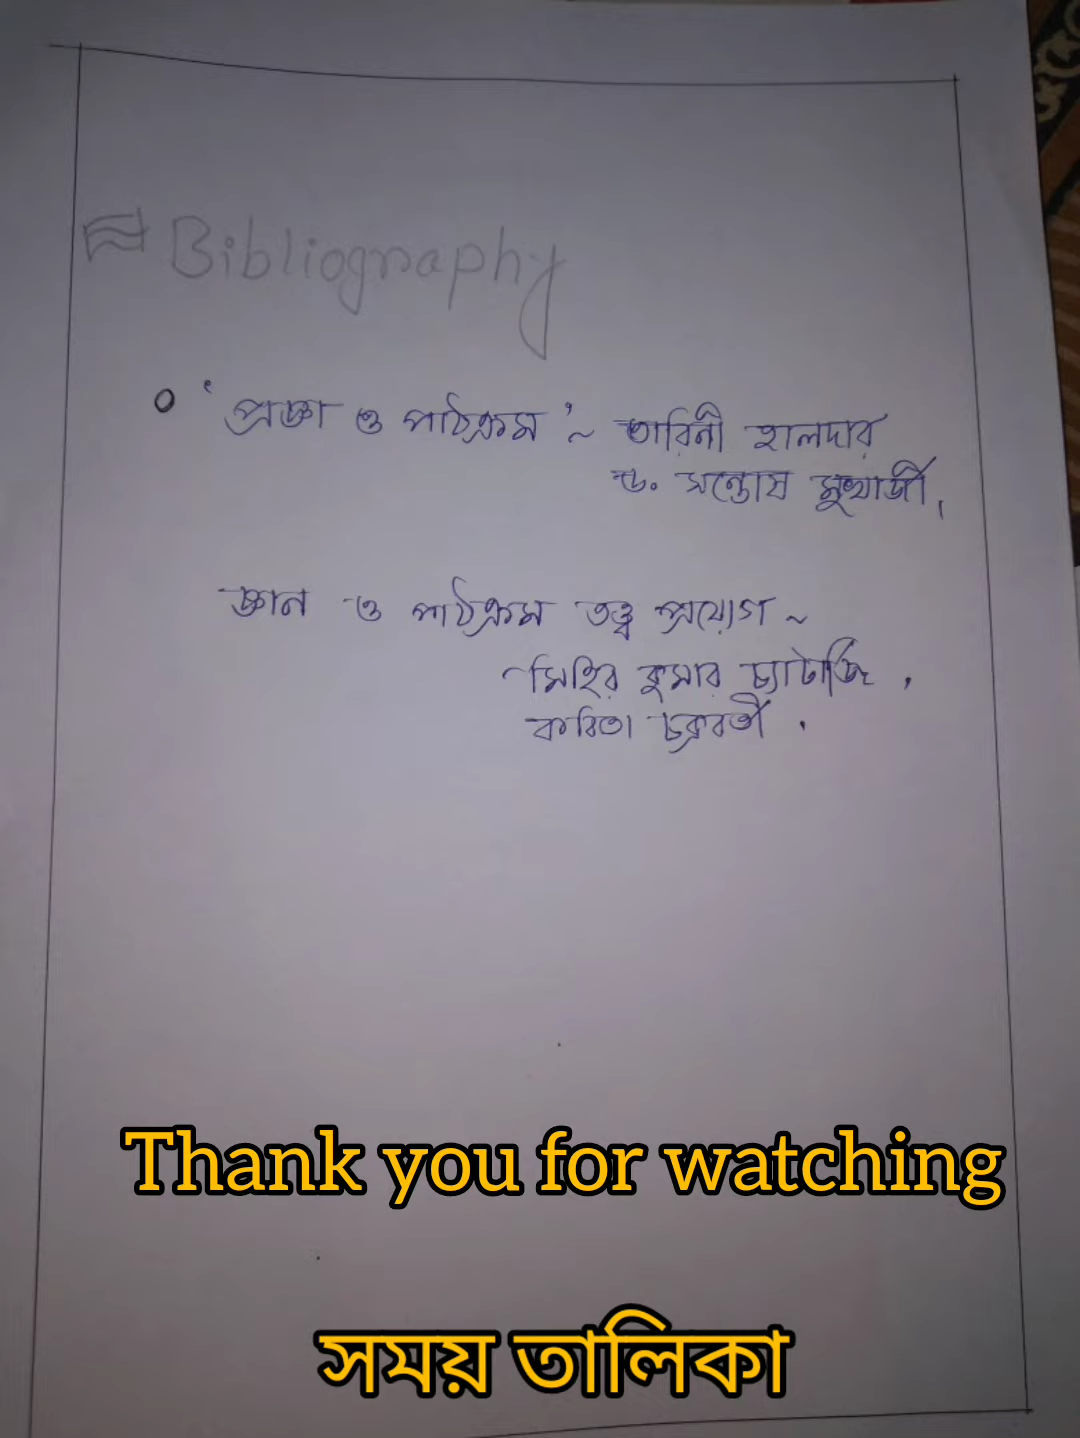 Bibliography
'প্রজ্ঞা ও পাঠক্রম' ~ তারিনী হালদার
ড. সন্তোষ মুখার্জী,
জ্ঞান ও পাঠক্রম তত্ত্ব প্রয়োগ ~
~ মিহির কুমার চ্যাটার্জি,
কবিতা চক্রবর্তী.
Thank you for watching
সময় তালিকা